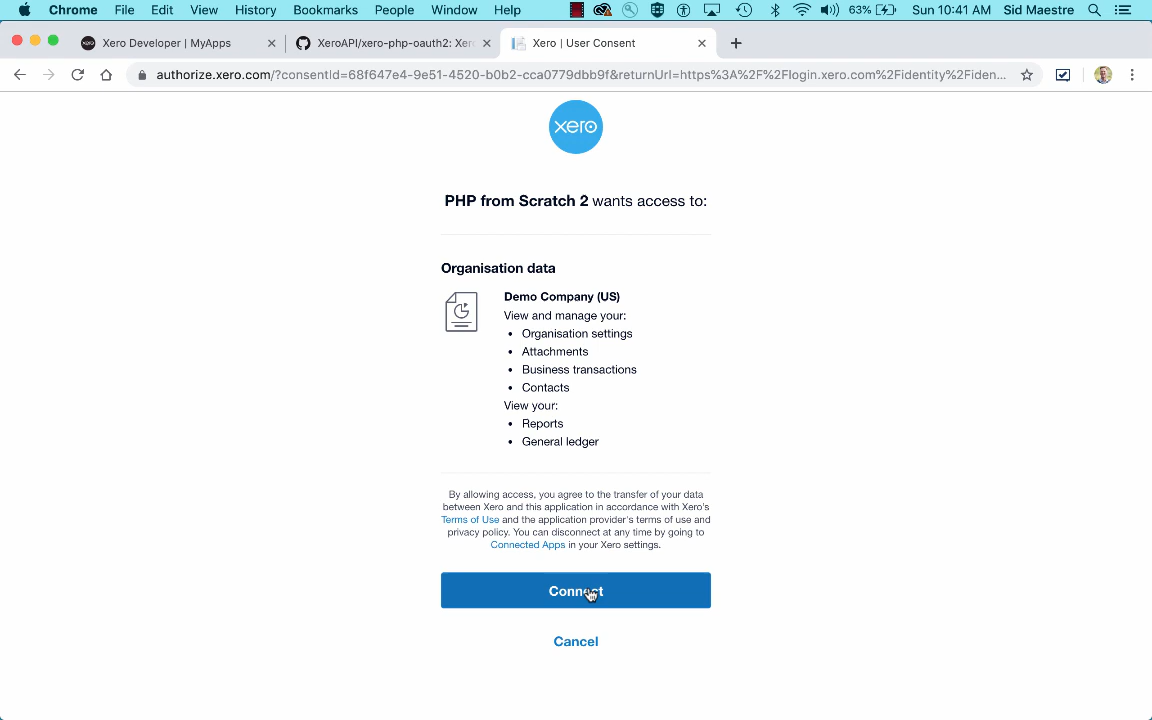 Chrome File Edit View History Bookmarks People Window Help 63% Sun 10:41 AM Sid Maestre
Xero Developer | MyApps XeroAPI/xero-php-oauth2: Xer Xero | User Consent
authorize.xero.com/?consentId=68f647e4-9e51-4520-b0b2-cca0779dbb9f&returnUrl=https%3A%2F%2Flogin.xero.com%2Fidentity%2Fiden...
xero
PHP from Scratch 2 wants access to:
Organisation data
Demo Company (US)
View and manage your:
• Organisation settings
• Attachments
• Business transactions
• Contacts
View your:
• Reports
• General ledger
By allowing access, you agree to the transfer of your data
between Xero and this application in accordance with Xero's
Terms of Use and the application provider's terms of use and
privacy policy. You can disconnect at any time by going to
Connected Apps in your Xero settings.
Connect
Cancel